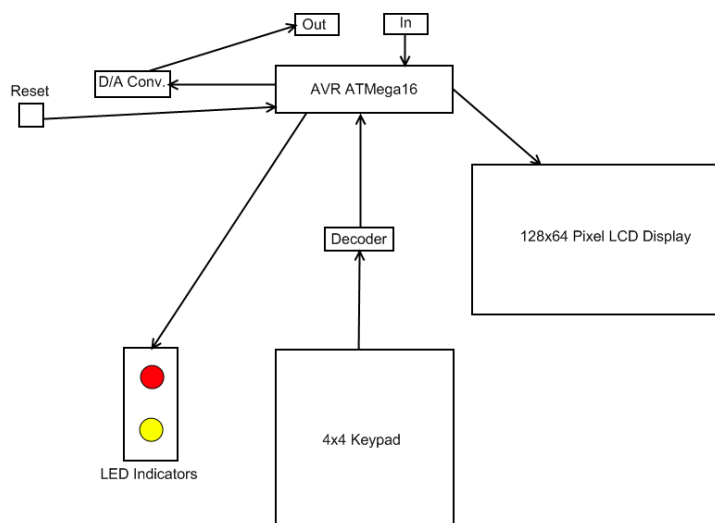 Out
In
D/A Conv.
AVR ATMega16
Reset
128x64 Pixel LCD Display
Decoder
4x4 Keypad
LED Indicators